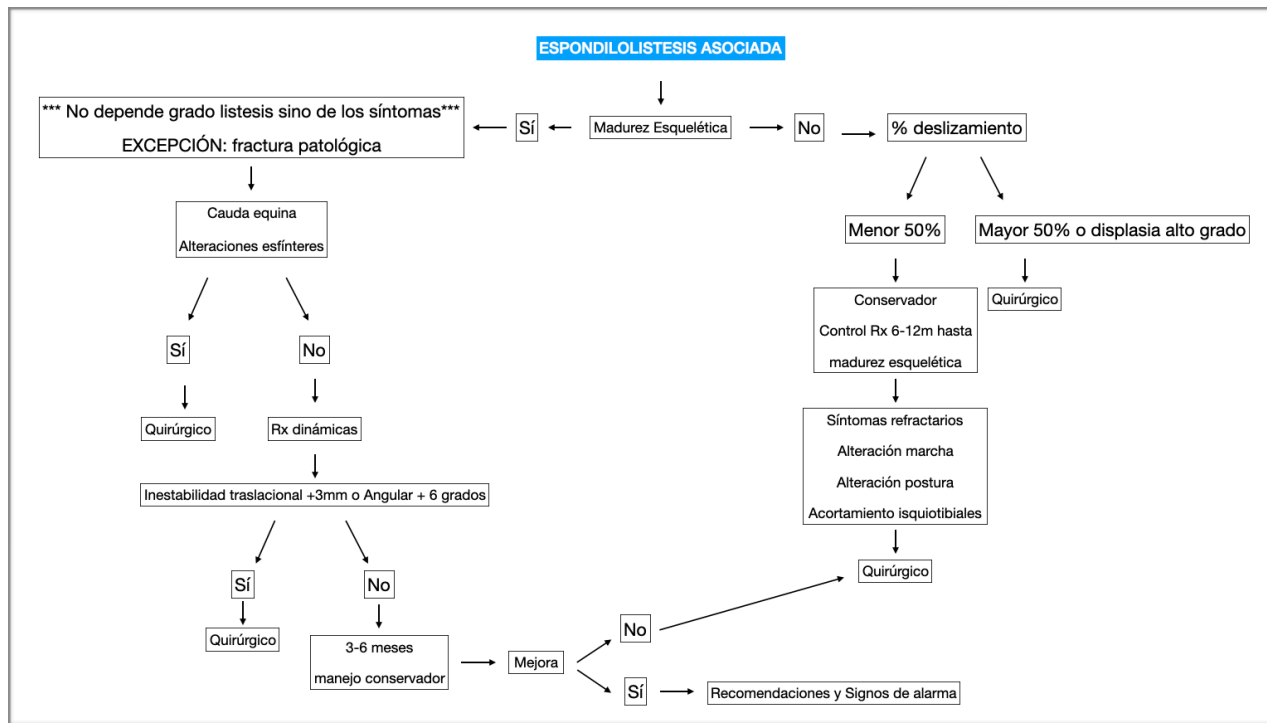 ESPONDILOLISTESIS ASOCIADA
*** No depende grado listesis sino de los síntomas***
EXCEPCIÓN: fractura patológica
Sí
Madurez Esquelética
No
% deslizamiento
Cauda equina
Alteraciones esfínteres
Menor 50%
Mayor 50% o displasia alto grado
Conservador
Control Rx 6-12m hasta
madurez esquelética
Quirúrgico
Sí
No
Quirúrgico
Rx dinámicas
Síntomas refractarios
Alteración marcha
Alteración postura
Acortamiento isquiotibiales
Inestabilidad traslacional +3mm o Angular + 6 grados
Sí
No
Quirúrgico
Quirúrgico
3-6 meses
manejo conservador
Mejora
No
Sí
Recomendaciones y Signos de alarma